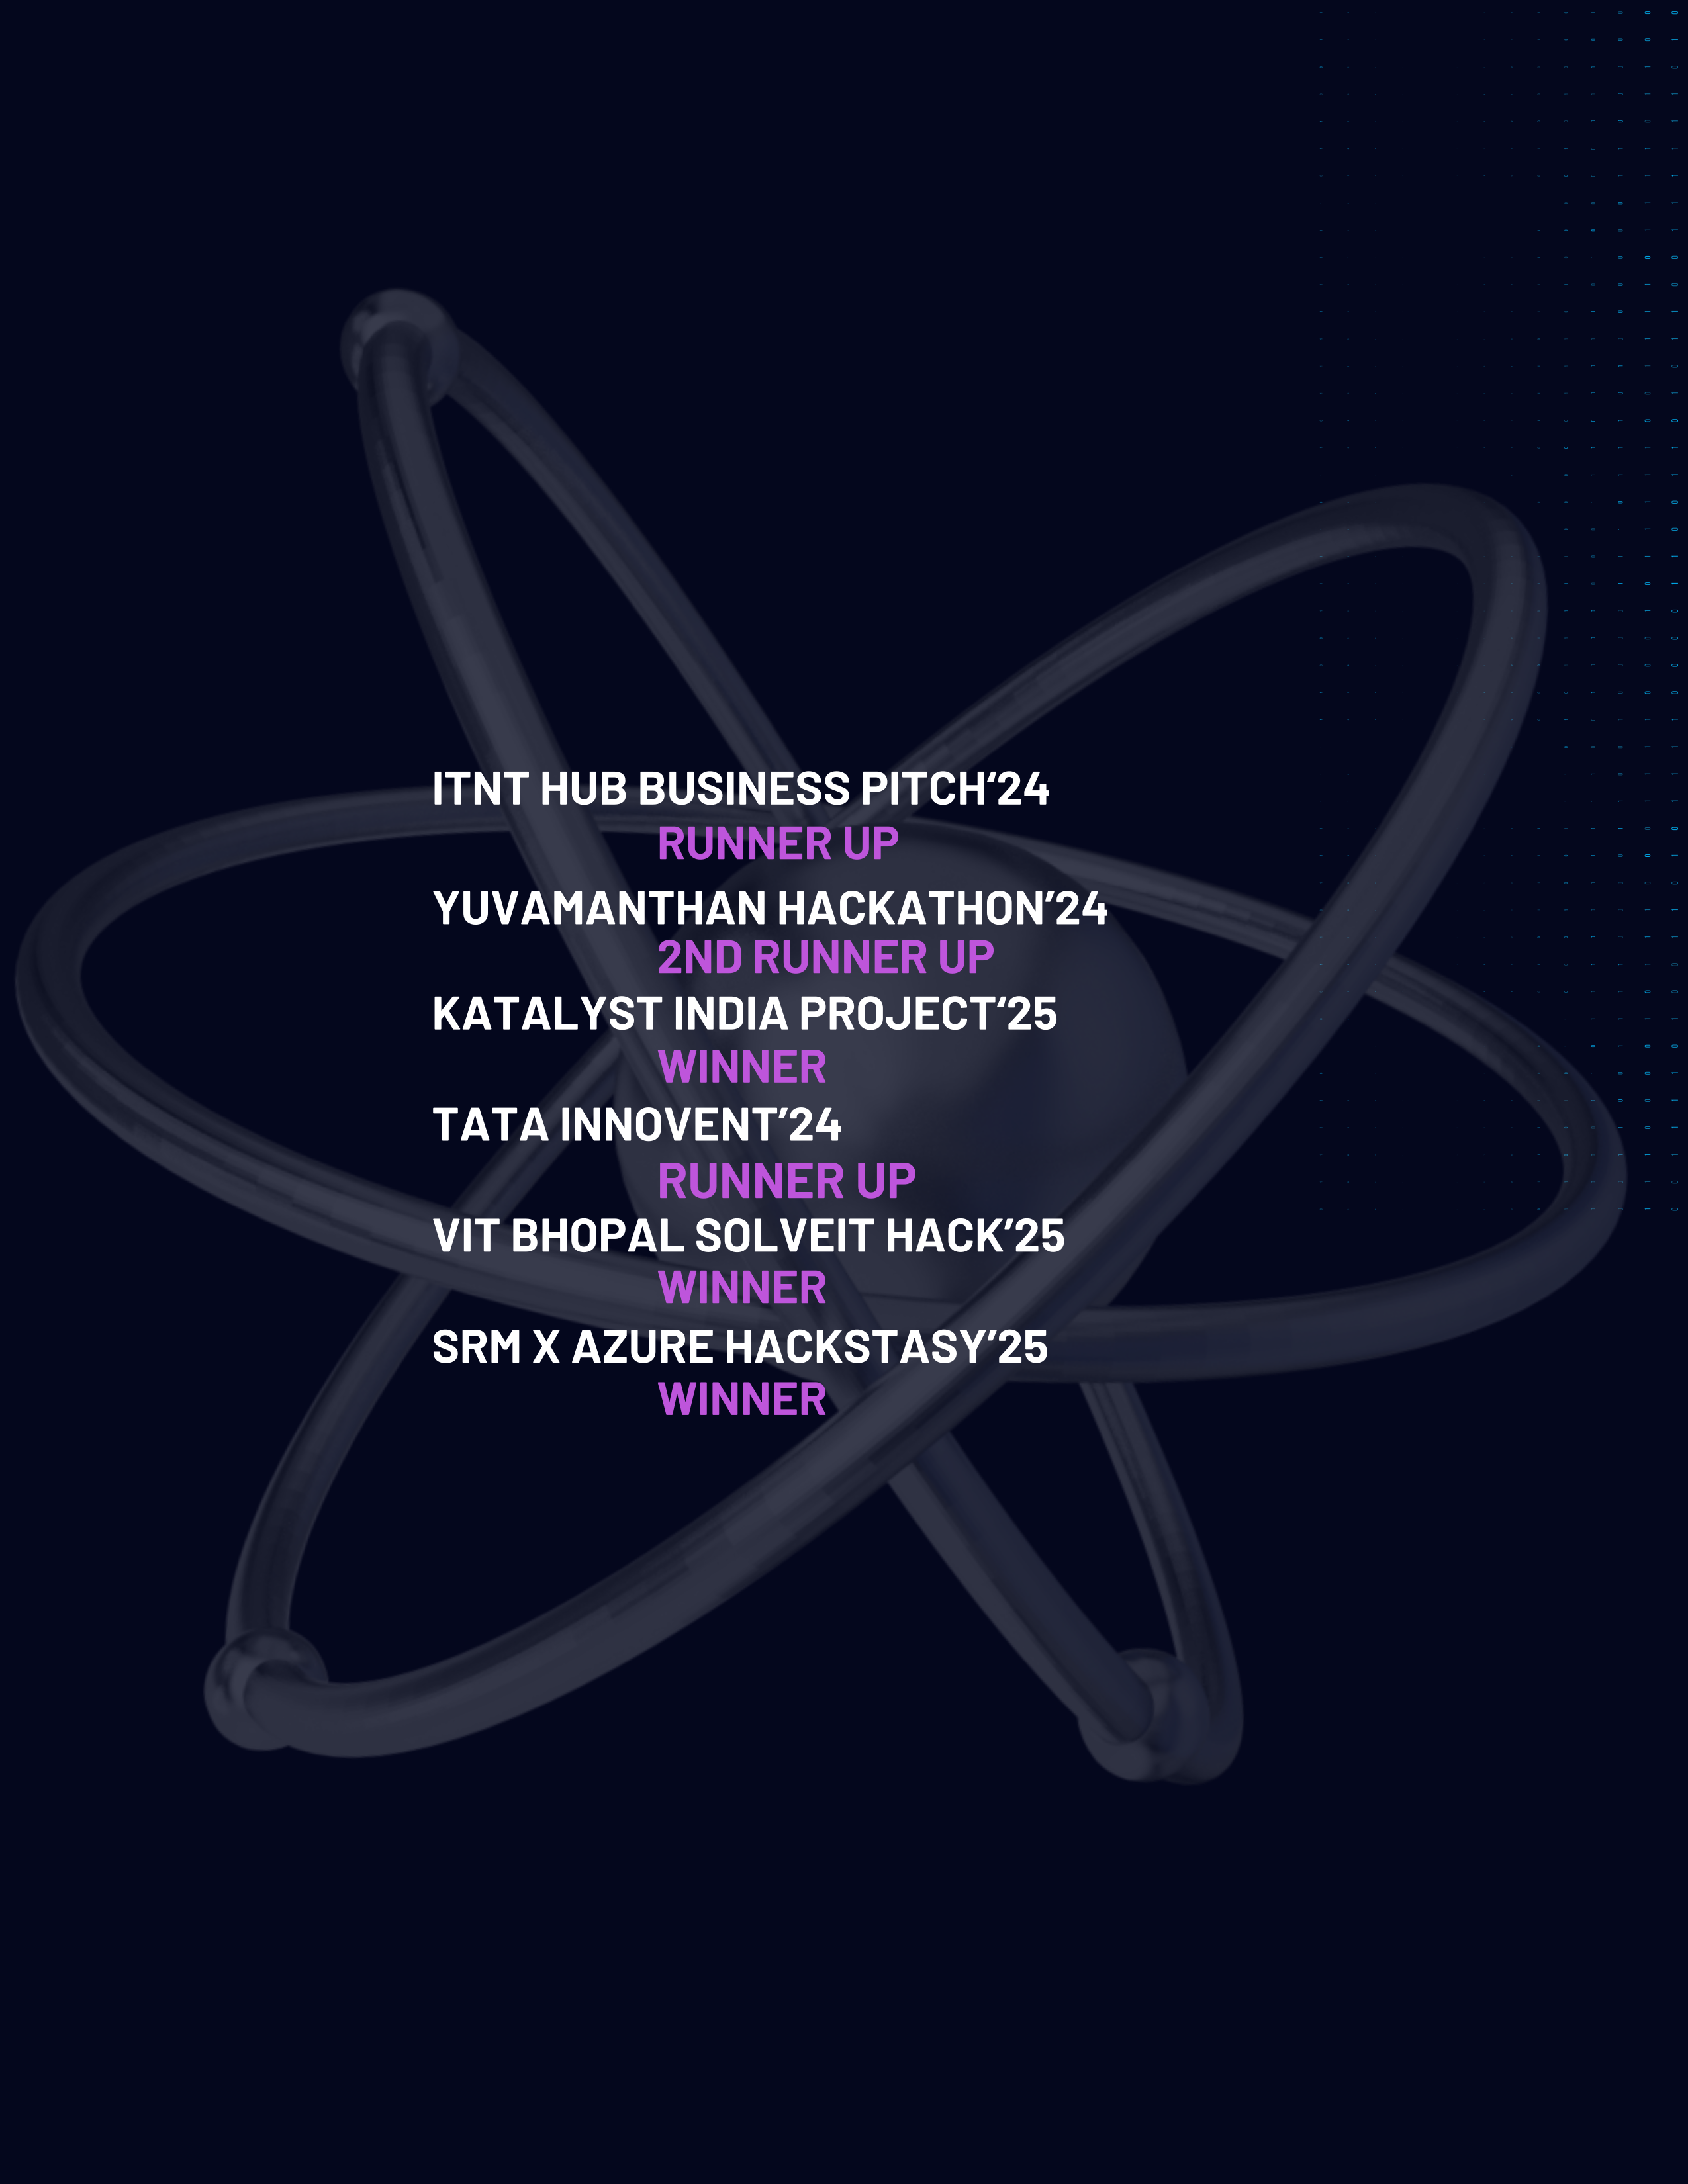 ITNT HUB BUSINESS PITCH‘24
RUNNER UP
YUVAMANTHAN HACKATHON’24
2ND RUNNER UP
KATALYST INDIA PROJECT‘25
WINNER
TATA INNOVENT’24
RUNNER UP
VIT BHOPAL SOLVEIT HACK’25
WINNER
SRM X AZURE HACKSTASY’25
WINNER